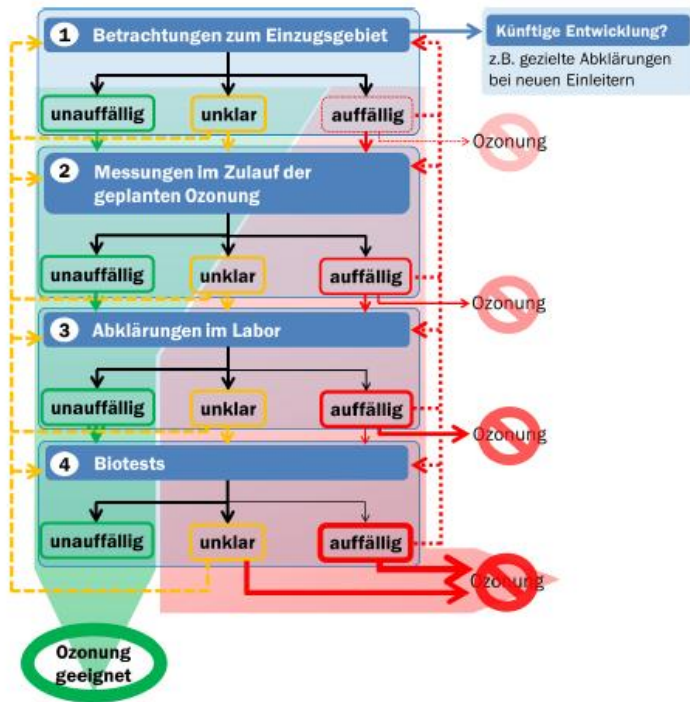 1 Betrachtungen zum Einzugsgebiet
Künftige Entwicklung?
z.B. gezielte Abklärungen
bei neuen Einleitern
unauffällig unklar auffällig
Ozonung
2 Messungen im Zulauf der
geplanten Ozonung
unauffällig unklar auffällig
Ozonung
3 Abklärungen im Labor
unauffällig unklar auffällig
Ozonung
4 Biotests
unauffällig unklar auffällig
Ozonung
Ozonung
geeignet